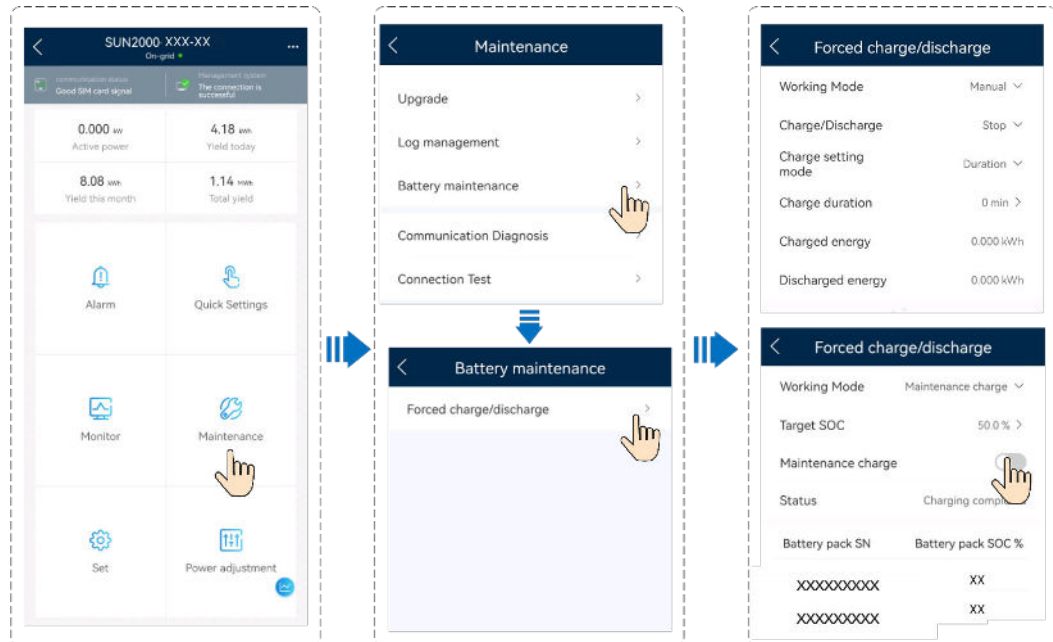 SUN2000-XXX-XX
On-grid
...
communication status
Good SIM card signal
Management system
The connection is
successful
0.000 kW
Active power
4.18 kWh
Yield today
8.08 kWh
Yield this month
1.14 MWh
Total yield
Alarm
Quick Settings
Monitor
Maintenance
Set
Power adjustment
Maintenance
Upgrade
Log management
Battery maintenance
Communication Diagnosis
Connection Test
Battery maintenance
Forced charge/discharge
Forced charge/discharge
Working Mode Manual
Charge/Discharge Stop
Charge setting
mode Duration
Charge duration 0 min
Charged energy 0.000 kWh
Discharged energy 0.000 kWh
Forced charge/discharge
Working Mode Maintenance charge
Target SOC 50.0 %
Maintenance charge
Status Charging
Battery pack SN Battery pack SOC %
XXXXXXXXX XX
XXXXXXXXX XX